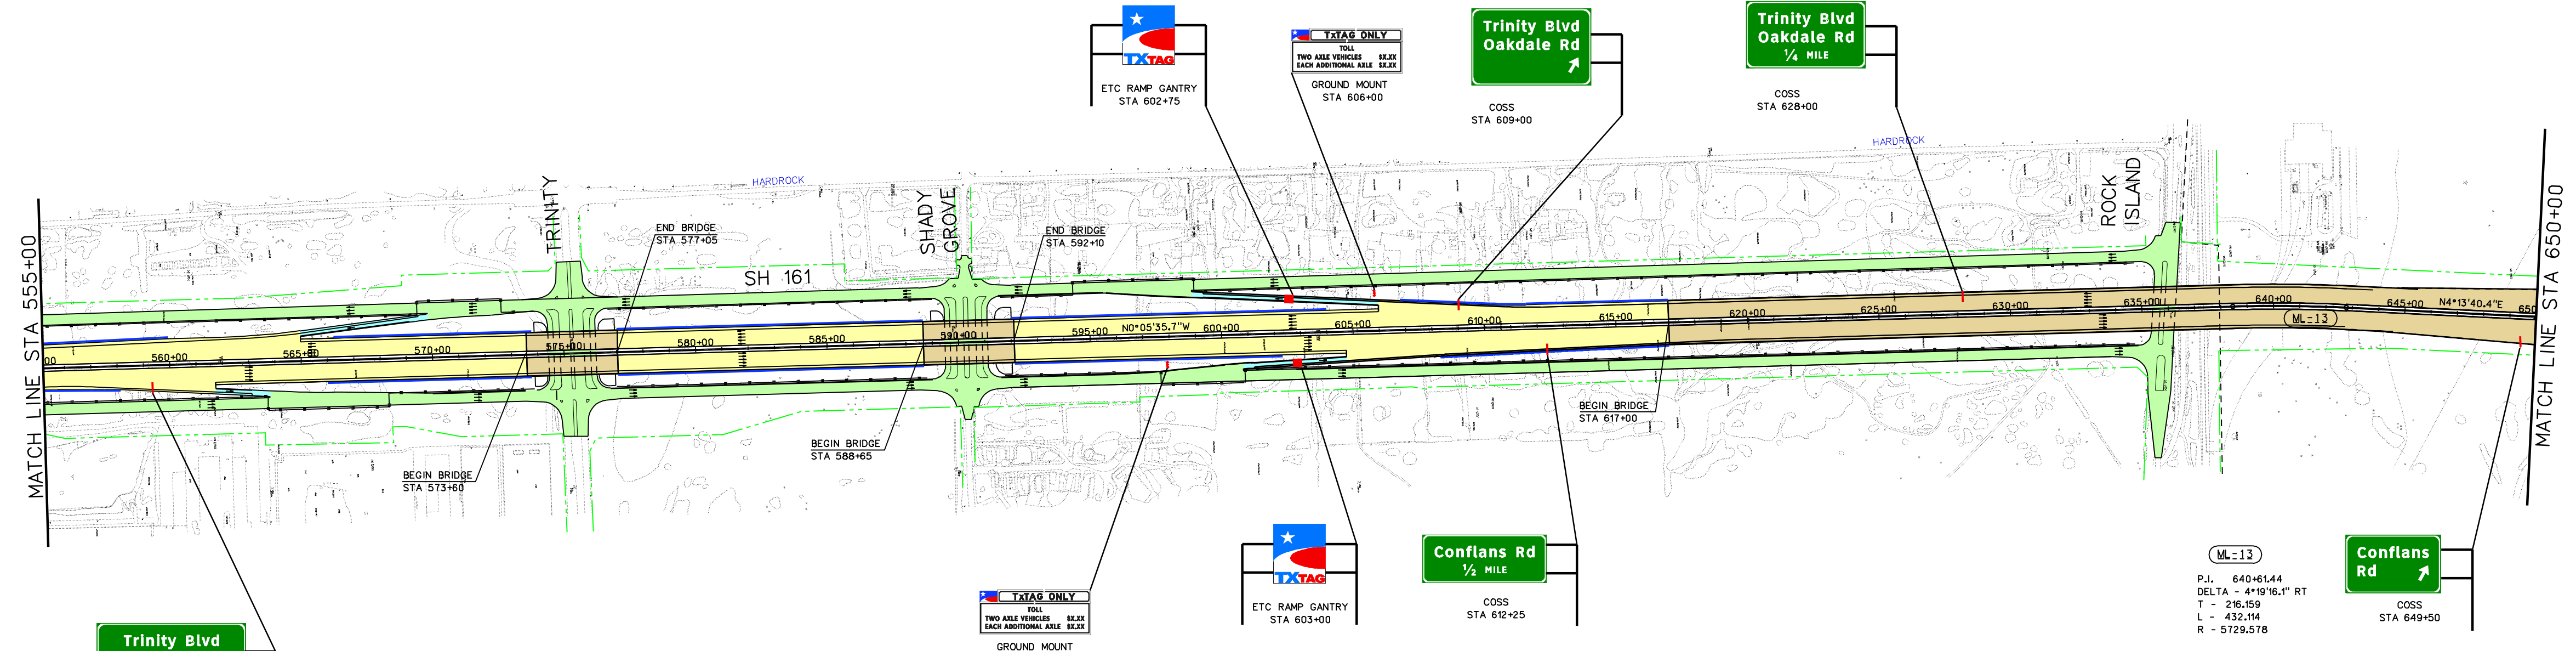 TXTAG
ETC RAMP GANTRY
STA 602+75
TxTAG ONLY
TOLL
TWO AXLE VEHICLES $X.XX
EACH ADDITIONAL AXLE $X.XX
GROUND MOUNT
STA 606+00
Trinity Blvd
Oakdale Rd
COSS
STA 609+00
Trinity Blvd
Oakdale Rd
1/4 MILE
COSS
STA 628+00
HARDROCK
HARDROCK
MATCH LINE STA 555+00
TRINITY
END BRIDGE
STA 577+05
SH 161
SHADY
GROVE
END BRIDGE
STA 592+10
ROCK
ISLAND
MATCH LINE STA 650+00
00
560+00
565+00
570+00
575+00
580+00
585+00
590+00
595+00
N0°05'35.7"W
600+00
605+00
610+00
615+00
620+00
625+00
630+00
635+00
640+00
645+00
N4°13'40.4"E
650
ML-13
BEGIN BRIDGE
STA 573+60
BEGIN BRIDGE
STA 588+65
BEGIN BRIDGE
STA 617+00
Trinity Blvd
TxTAG ONLY
TOLL
TWO AXLE VEHICLES $X.XX
EACH ADDITIONAL AXLE $X.XX
GROUND MOUNT
TXTAG
ETC RAMP GANTRY
STA 603+00
Conflans Rd
1/2 MILE
COSS
STA 612+25
ML-13
P.I. 640+61.44
DELTA - 4°19'16.1" RT
T - 216.159
L - 432.114
R - 5729.578
Conflans
Rd
COSS
STA 649+50